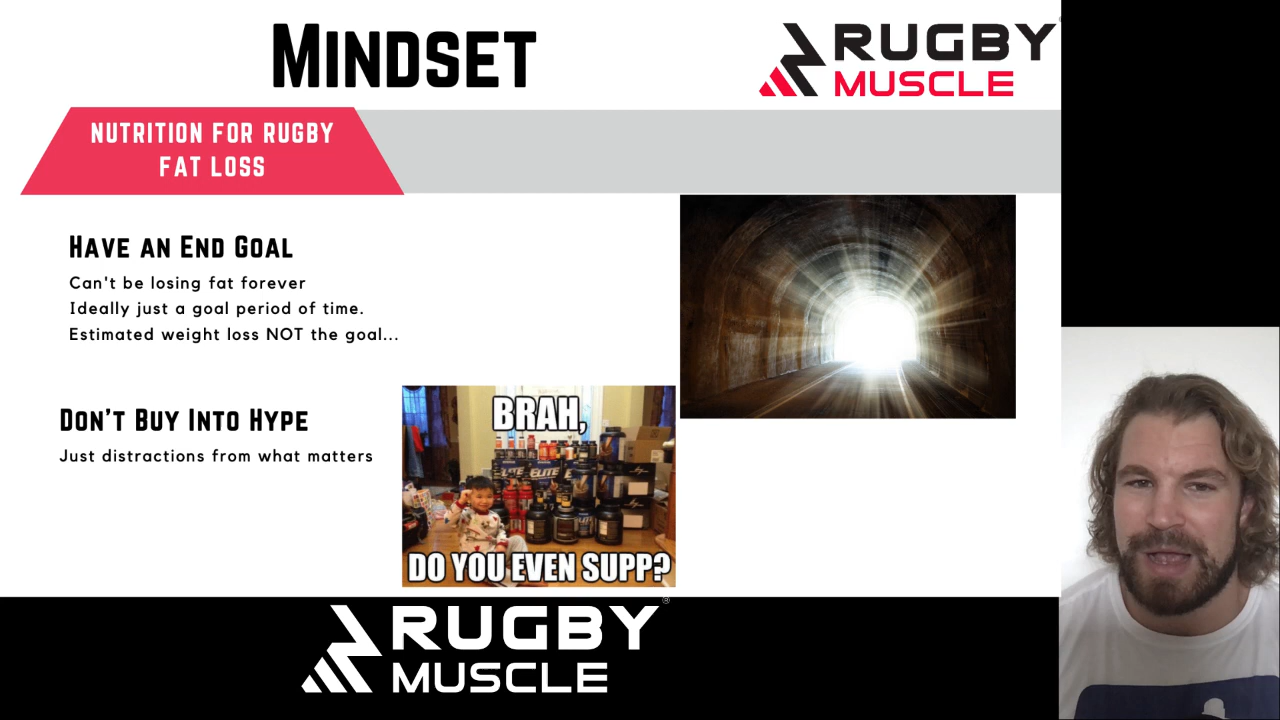 MINDSET
RUGBY
MUSCLE
NUTRITION FOR RUGBY
FAT LOSS
HAVE AN END GOAL
Can't be losing fat forever
Ideally just a goal period of time.
Estimated weight loss NOT the goal...
DON'T BUY INTO HYPE
Just distractions from what matters
BRAH,
ELITE
ELITE
DO YOU EVEN SUPP?
RUGBY®
MUSCLE